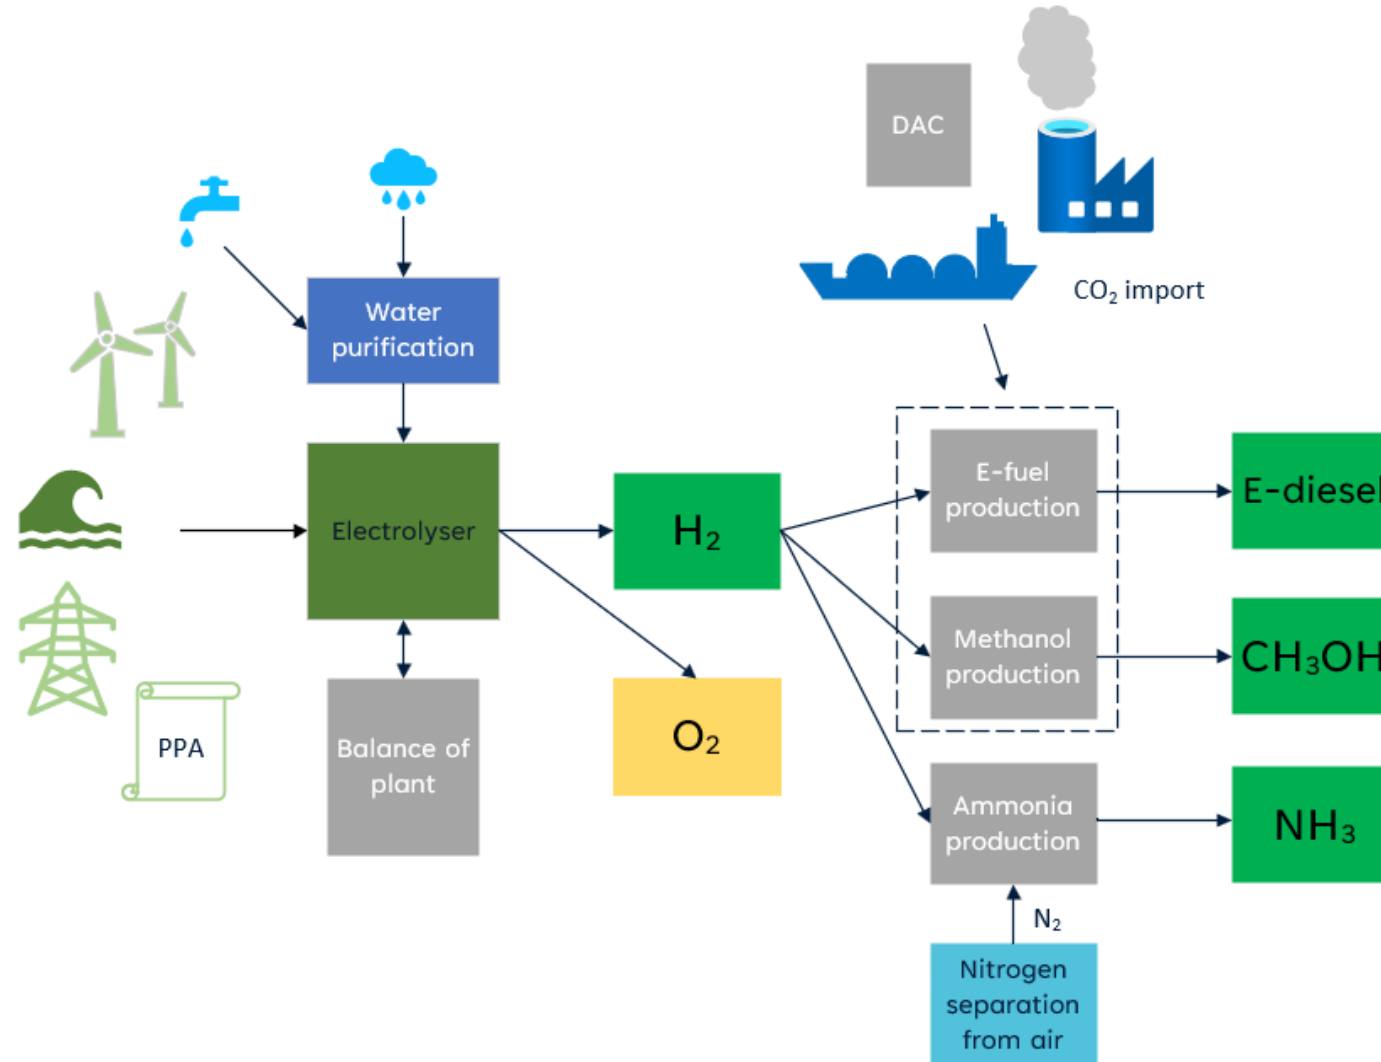 DAC
CO₂ import
Water
purification
Electrolyser
H₂
E-fuel
production
E-diesel
Methanol
production
CH₃OH
PPA
Balance of
plant
O₂
Ammonia
production
NH₃
N₂
Nitrogen
separation
from air